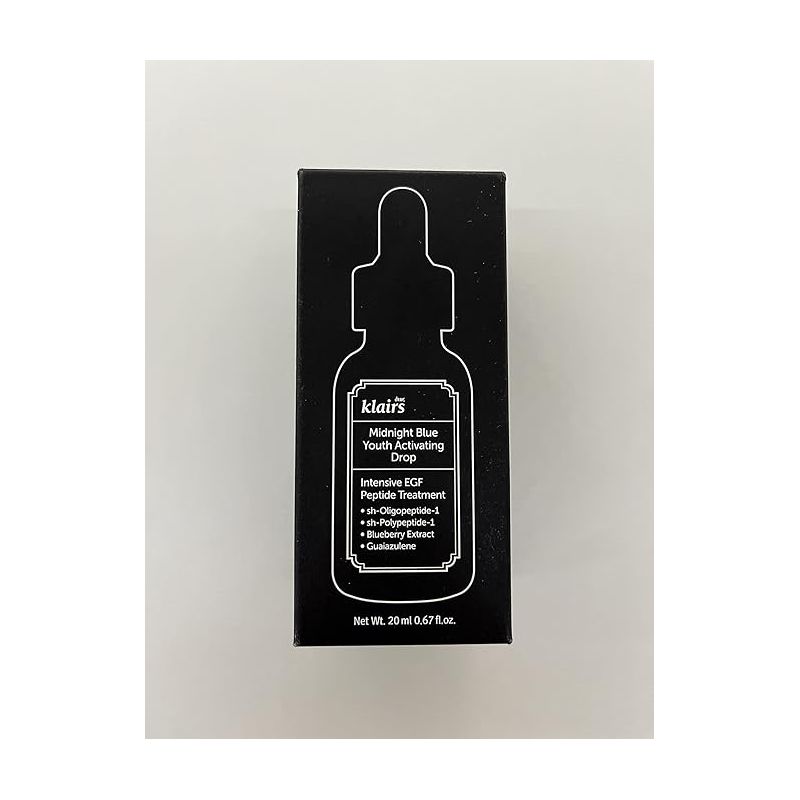 dear,
klairs
Midnight Blue
Youth Activating
Drop
Intensive EGF
Peptide Treatment
• sh-Oligopeptide-1
• sh-Polypeptide-1
• Blueberry Extract
• Guaiazulene
Net Wt. 20 ml 0.67 fl.oz.